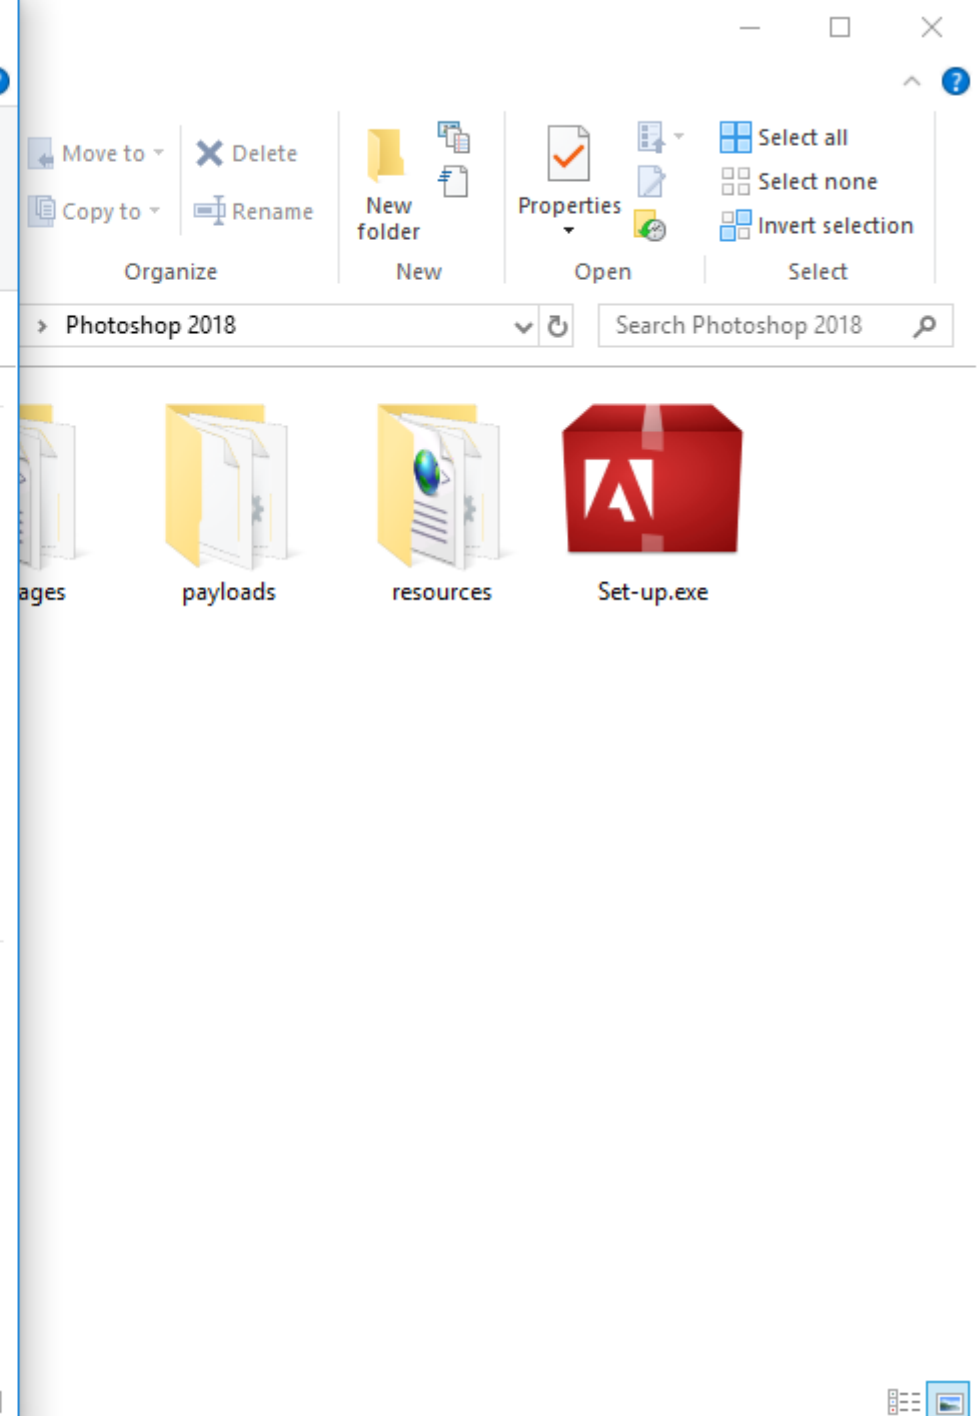 Move to
Delete
Copy to
Rename
New
folder
Properties
Select all
Select none
Invert selection
Organize
New
Open
Select
Photoshop 2018
Search Photoshop 2018
ages
payloads
resources
Set-up.exe